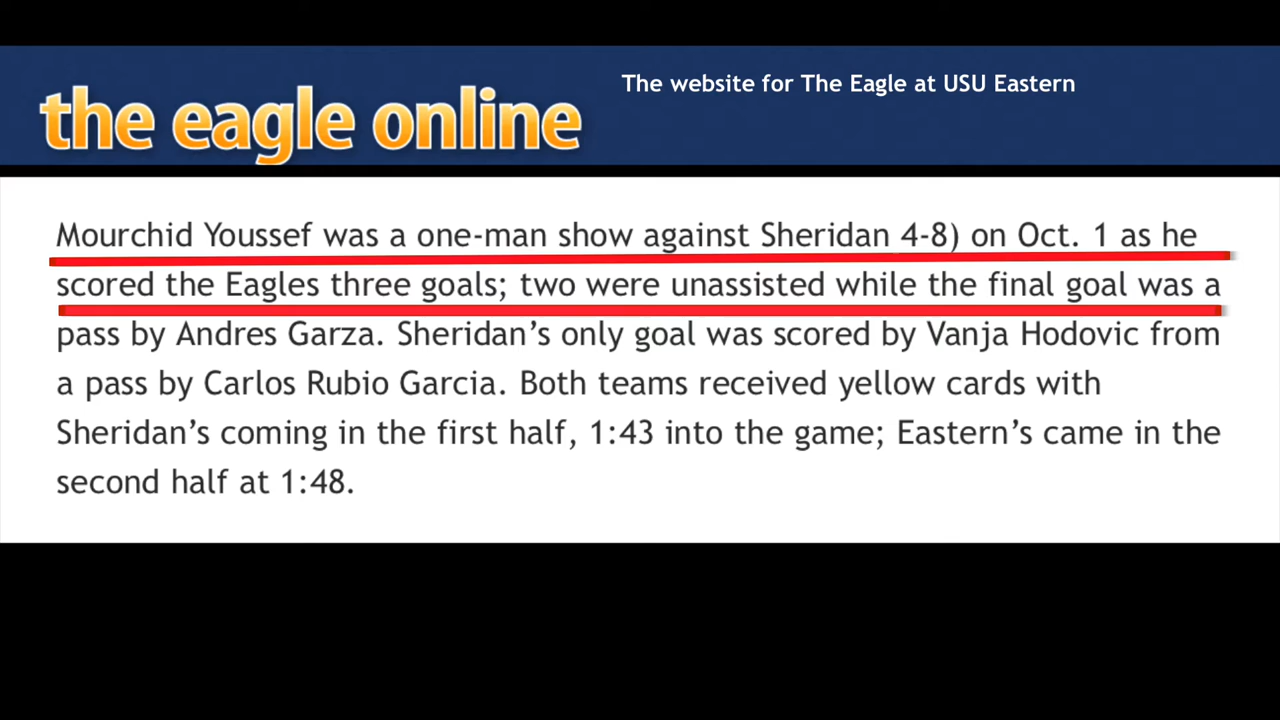 the eagle online
The website for The Eagle at USU Eastern
Mourchid Youssef was a one-man show against Sheridan 4-8) on Oct. 1 as he
scored the Eagles three goals; two were unassisted while the final goal was a
pass by Andres Garza. Sheridan’s only goal was scored by Vanja Hodovic from
a pass by Carlos Rubio Garcia. Both teams received yellow cards with
Sheridan’s coming in the first half, 1:43 into the game; Eastern’s came in the
second half at 1:48.